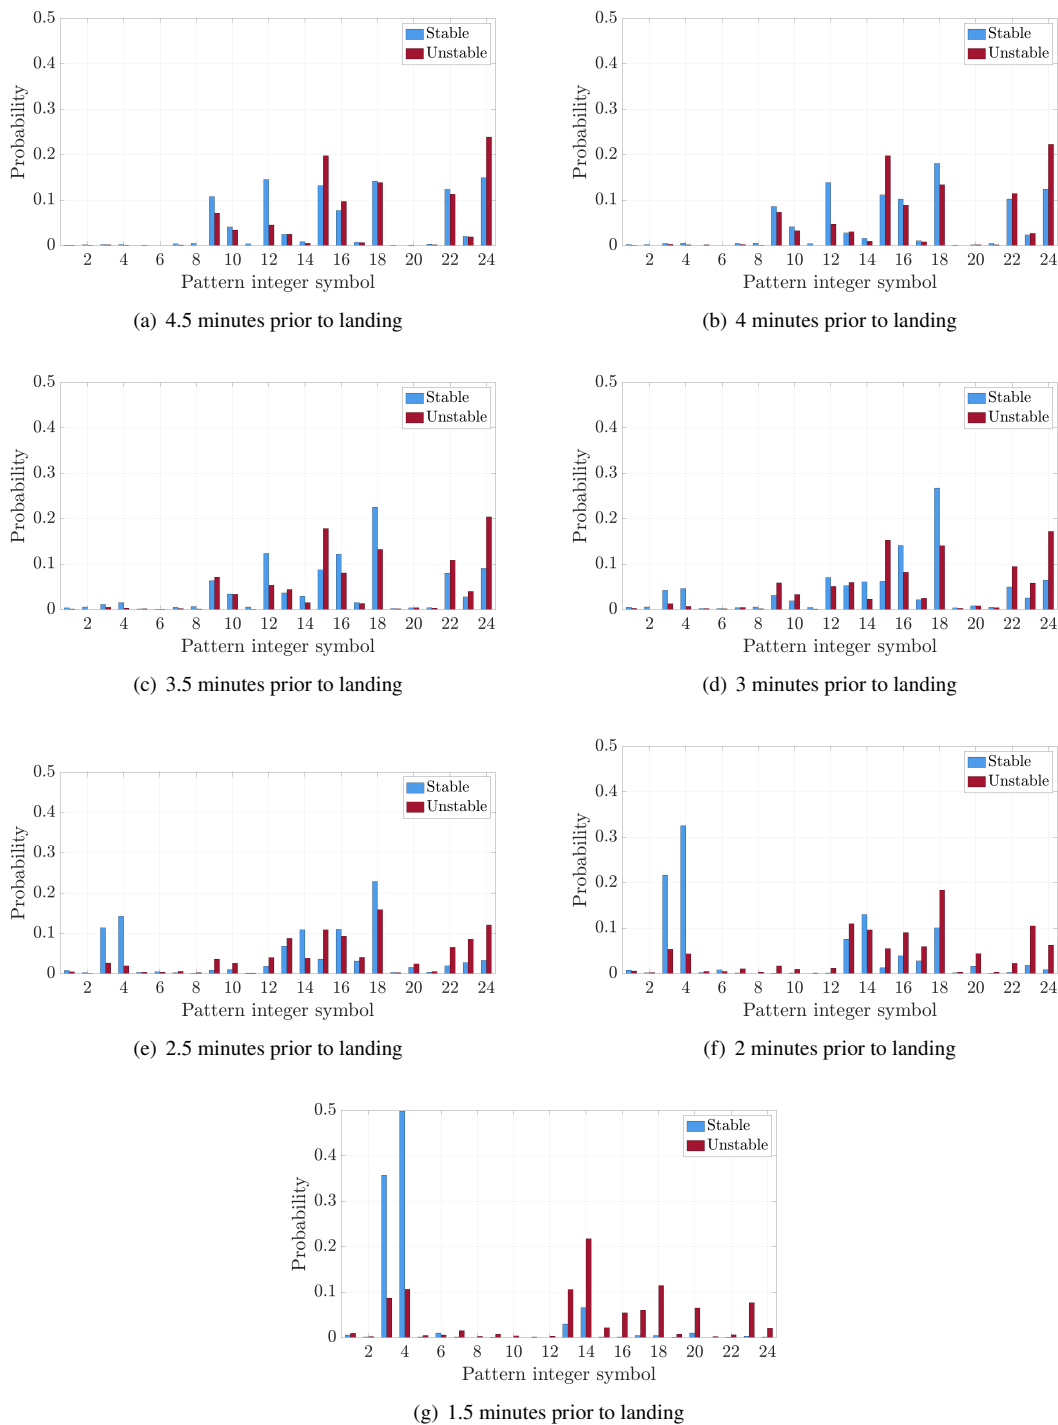 0.5
0.4
0.3
0.2
0.1
0
Probability
Stable
Unstable
2 4 6 8 10 12 14 16 18 20 22 24
Pattern integer symbol
(a) 4.5 minutes prior to landing
0.5
0.4
0.3
0.2
0.1
0
Probability
Stable
Unstable
2 4 6 8 10 12 14 16 18 20 22 24
Pattern integer symbol
(b) 4 minutes prior to landing
0.5
0.4
0.3
0.2
0.1
0
Probability
Stable
Unstable
2 4 6 8 10 12 14 16 18 20 22 24
Pattern integer symbol
(c) 3.5 minutes prior to landing
0.5
0.4
0.3
0.2
0.1
0
Probability
Stable
Unstable
2 4 6 8 10 12 14 16 18 20 22 24
Pattern integer symbol
(d) 3 minutes prior to landing
0.5
0.4
0.3
0.2
0.1
0
Probability
Stable
Unstable
2 4 6 8 10 12 14 16 18 20 22 24
Pattern integer symbol
(e) 2.5 minutes prior to landing
0.5
0.4
0.3
0.2
0.1
0
Probability
Stable
Unstable
2 4 6 8 10 12 14 16 18 20 22 24
Pattern integer symbol
(f) 2 minutes prior to landing
0.5
0.4
0.3
0.2
0.1
0
Probability
Stable
Unstable
2 4 6 8 10 12 14 16 18 20 22 24
Pattern integer symbol
(g) 1.5 minutes prior to landing